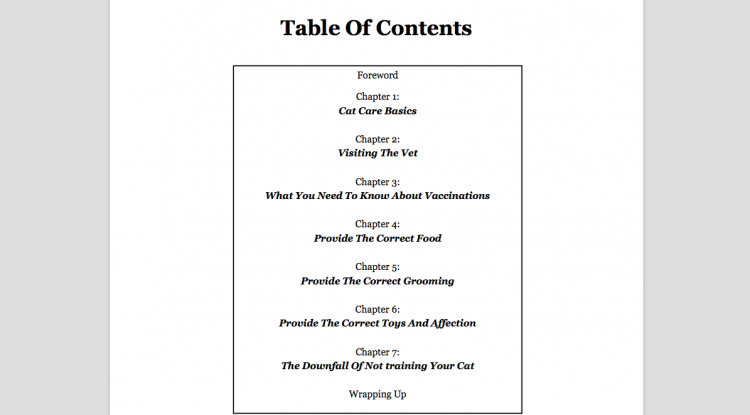 Table Of Contents
Foreword
Chapter 1:
Cat Care Basics
Chapter 2:
Visiting The Vet
Chapter 3:
What You Need To Know About Vaccinations
Chapter 4:
Provide The Correct Food
Chapter 5:
Provide The Correct Grooming
Chapter 6:
Provide The Correct Toys And Affection
Chapter 7:
The Downfall Of Not training Your Cat
Wrapping Up